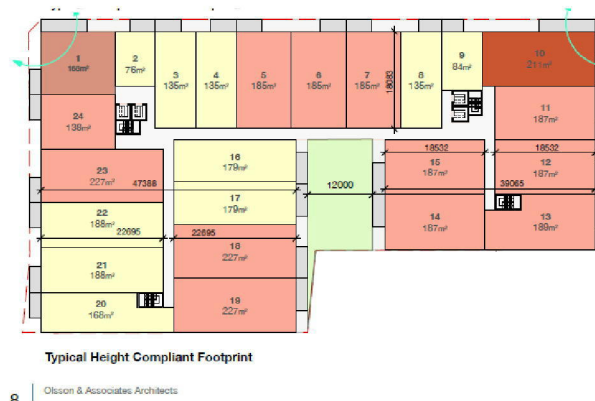 1
160m²
2
76m²
3
135m²
4
135m²
5
185m²
6
185m²
7
185m²
18093
8
135m²
9
84m²
10
211m²
11
187m²
24
138m²
23
227m²
47388
16
179m²
17
179m²
12000
18532
15
187m²
18532
12
187m²
39065
22
188m²
22695
22695
18
227m²
14
187m²
13
189m²
21
188m²
20
168m²
19
227m²
Typical Height Compliant Footprint
8
Olsson & Associates Architects